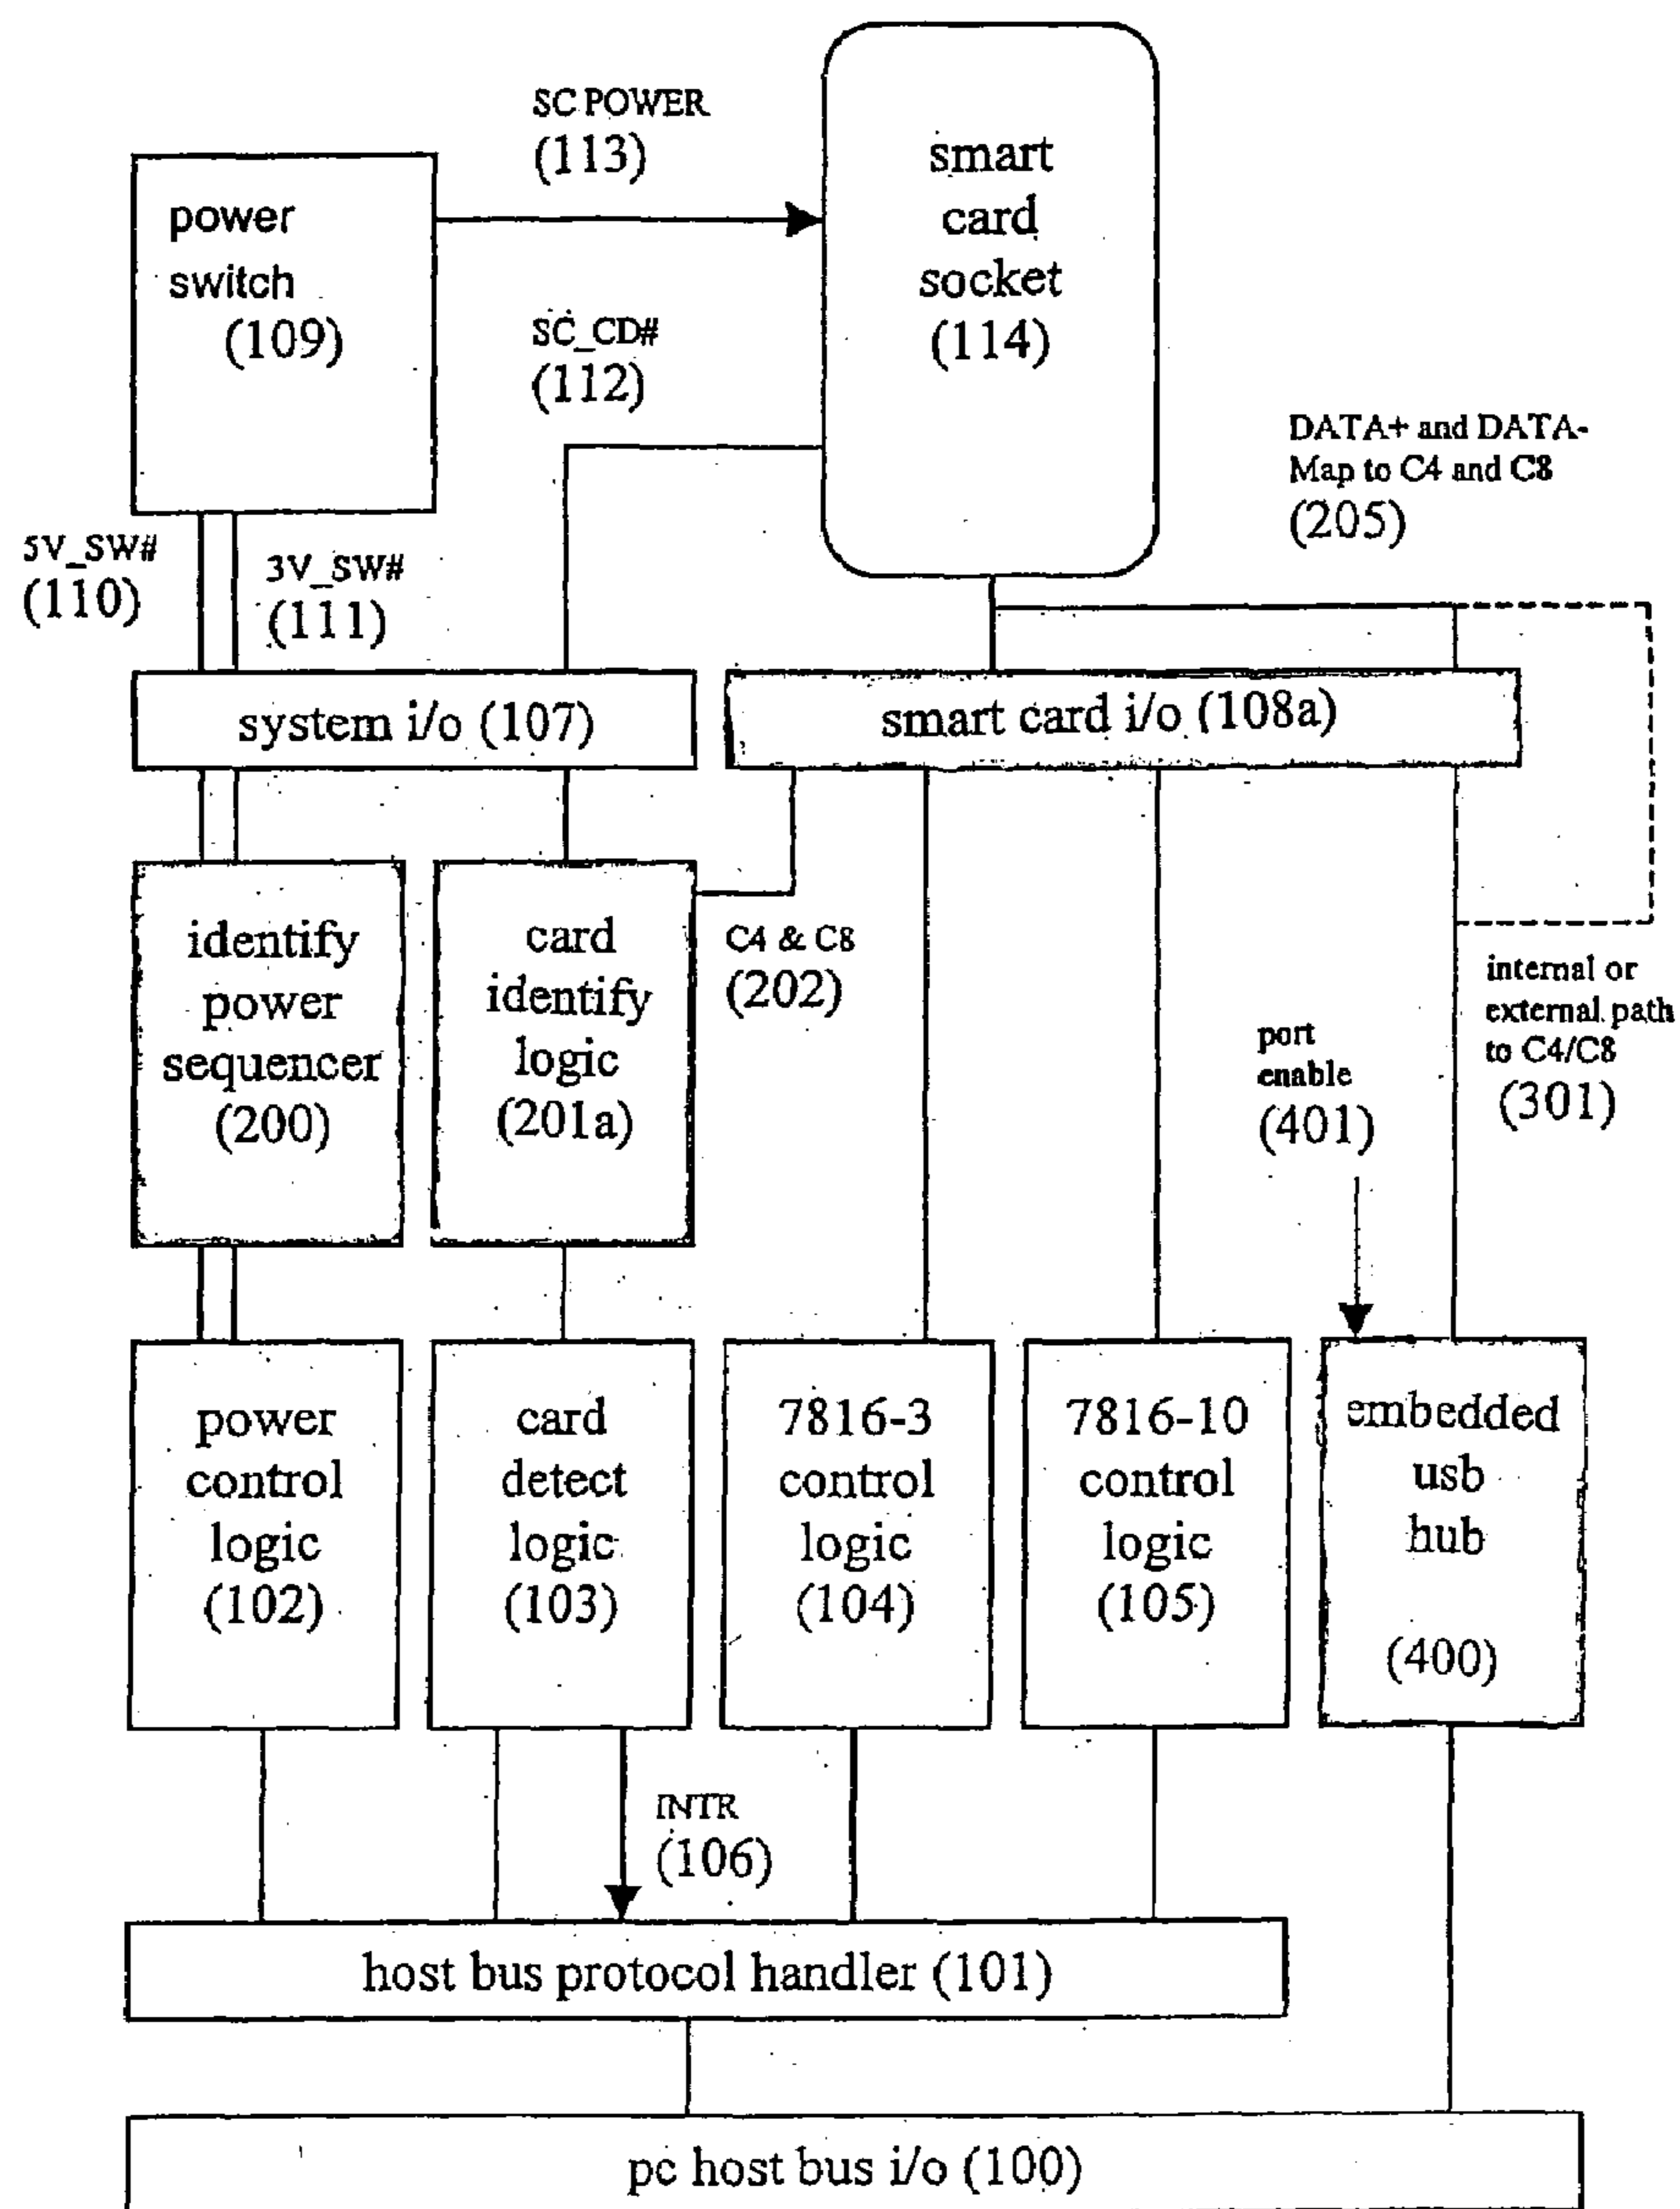 SC POWER
(113)
smart
card
socket
(114)
power
switch
(109)
SC_CD#
(112)
DATA+ and DATA-
Map to C4 and C8
(205)
5V_SW#
(110)
3V_SW#
(111)
system i/o (107)
smart card i/o (108a)
identify
power
sequencer
(200)
card
identify
logic
(201a)
C4 & C8
(202)
port
enable
(401)
internal or
external path
to C4/C8
(301)
power
control
logic
(102)
card
detect
logic
(103)
7816-3
control
logic
(104)
7816-10
control
logic
(105)
embedded
usb
hub
(400)
INTR
(106)
host bus protocol handler (101)
pc host bus i/o (100)